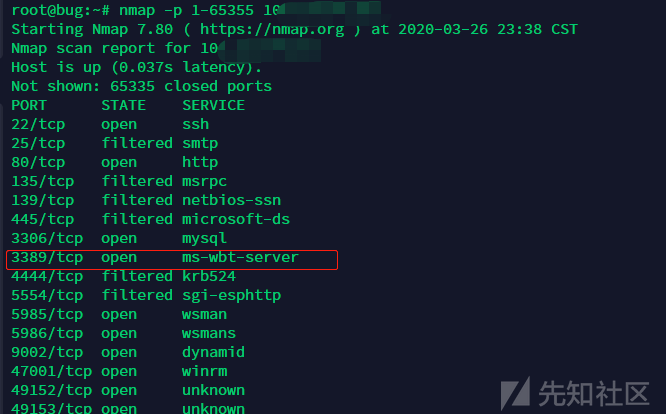 root@bug:~# nmap -p 1-65355 10
Starting Nmap 7.80 ( https://nmap.org ) at 2020-03-26 23:38 CST
Nmap scan report for 10
Host is up (0.037s latency).
Not shown: 65335 closed ports
PORT STATE SERVICE
22/tcp open ssh
25/tcp filtered smtp
80/tcp open http
135/tcp filtered msrpc
139/tcp filtered netbios-ssn
445/tcp filtered microsoft-ds
3306/tcp open mysql
3389/tcp open ms-wbt-server
4444/tcp filtered krb524
5554/tcp filtered sgi-esphttp
5985/tcp open wsman
5986/tcp open wsmans
9002/tcp open dynamid
47001/tcp open winrm
49152/tcp open unknown
49153/tcp open unknown
先知社区